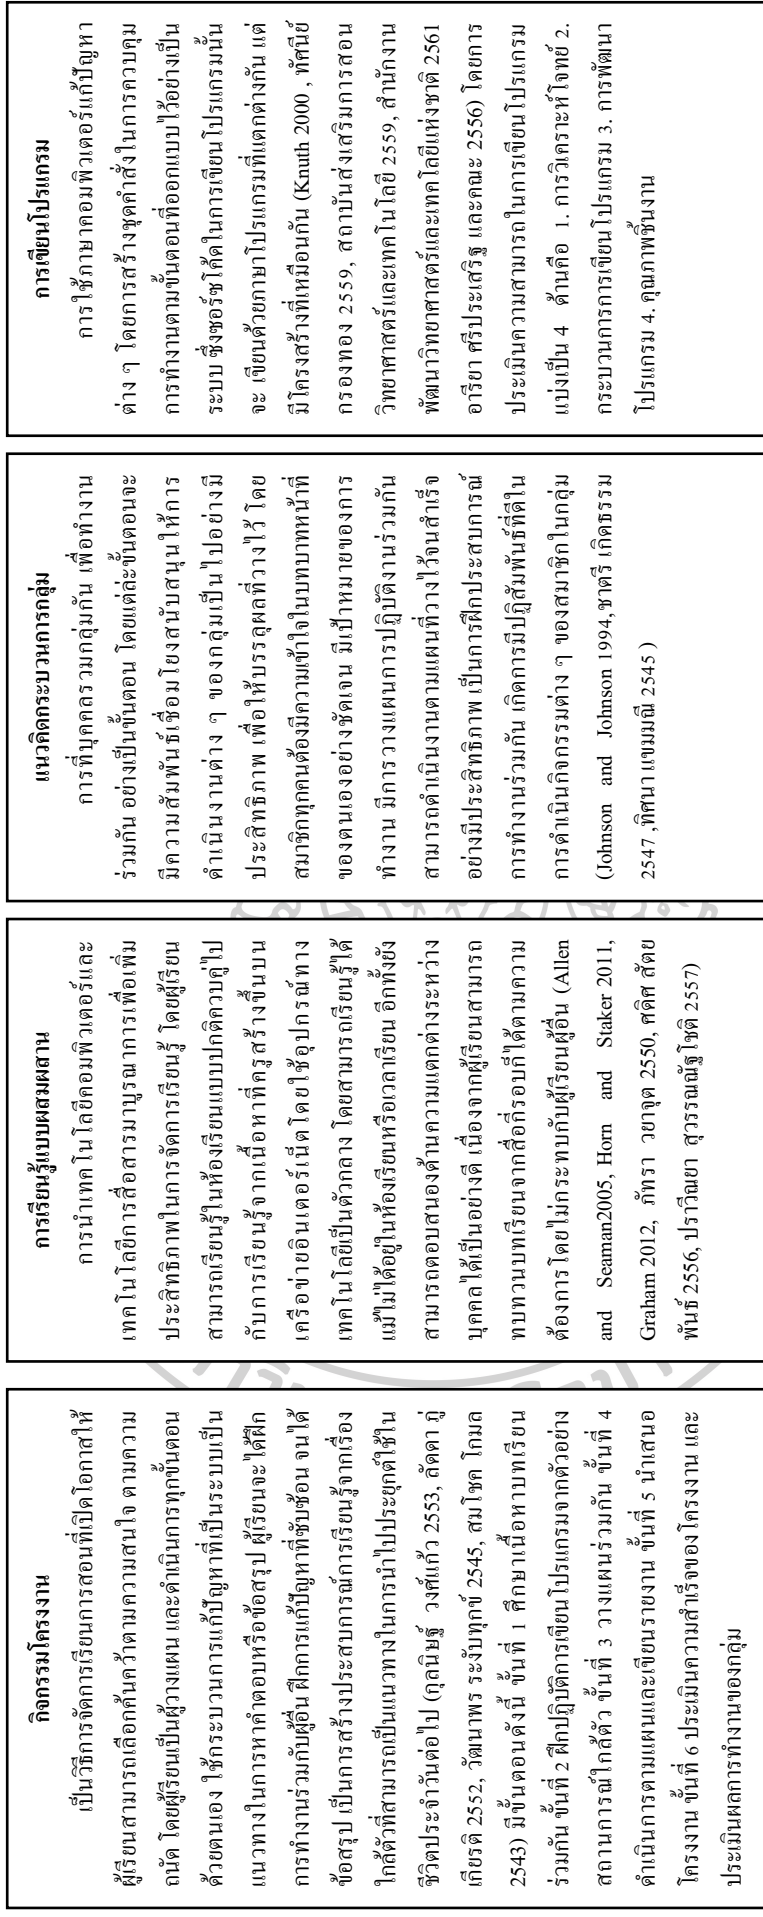 กิจกรรมโครงงาน
เป็นวิธีการจัดการเรียนการสอนที่เปิดโอกาสให้
ผู้เรียนสามารถเลือกค้นคว้าตามความสนใจ ตามความ
ถนัด โดยผู้เรียนเป็นผู้วางแผน และดำเนินการทุกขั้นตอน
ด้วยตนเอง ใช้กระบวนการแก้ปัญหาที่เป็นระบบเป็น
แนวทางในการหาคำตอบหรือข้อสรุป ผู้เรียนจะได้ฝึก
การทำงานร่วมกับผู้อื่น ฝึกการแก้ปัญหาที่ซับซ้อน จนได้
ข้อสรุป เป็นการสร้างประสบการณ์การเรียนรู้จากเรื่อง
ใกล้ตัวที่สามารถเป็นแนวทางในการนำไปประยุกต์ใช้ใน
ชีวิตประจำวันต่อไป (กุลนิษฐ์ วงศ์แก้ว 2553, ลัดดา ภู่
เกียรติ 2552, วัฒนาพร ระงับทุกข์ 2545, สมโชค โกมล
2543) มีขั้นตอนดังนี้ ขั้นที่ 1 ศึกษาเนื้อหาบทเรียน
ร่วมกัน ขั้นที่ 2 ฝึกปฏิบัติการเขียนโปรแกรมจากตัวอย่าง
สถานการณ์ใกล้ตัว ขั้นที่ 3 วางแผนร่วมกัน ขั้นที่ 4
ดำเนินการตามแผนและเขียนรายงาน ขั้นที่ 5 นำเสนอ
โครงงาน ขั้นที่ 6 ประเมินความสำเร็จของโครงงาน และ
ประเมินผลการทำงานของกลุ่ม
การเรียนรู้แบบผสมผสาน
การนำเทคโนโลยีคอมพิวเตอร์และ
เทคโนโลยีการสื่อสารมาบูรณาการเพื่อเพิ่ม
ประสิทธิภาพในการจัดการเรียนรู้ โดยผู้เรียน
สามารถเรียนรู้ในห้องเรียนแบบปกติควบคู่ไป
กับการเรียนรู้จากเนื้อหาที่ครูสร้างขึ้นบน
เครือข่ายอินเตอร์เน็ตโดยใช้อุปกรณ์ทาง
เทคโนโลยีเป็นตัวกลาง โดยสามารถเรียนรู้ได้
แม้ไม่ได้อยู่ในห้องเรียนหรือเวลาเรียน อีกทั้งยัง
สามารถตอบสนองด้านความแตกต่างระหว่าง
บุคคลได้เป็นอย่างดี เนื่องจากผู้เรียนสามารถ
ทบทวนบทเรียนจากสื่อกี่รอบก็ได้ตามความ
ต้องการโดยไม่กระทบกับผู้เรียนผู้อื่น (Allen
and Seaman2005, Horn and Staker 2011,
Graham 2012, ภัทรา วยาจุต 2550, ศติศ สัตย
พันธ์ 2556, ปราวีณยา สุวรรณณัฐโชติ 2557)
แนวคิดกระบวนการกลุ่ม
การที่บุคคลรวมกลุ่มกัน เพื่อทำงาน
ร่วมกัน อย่างเป็นขั้นตอน โดยแต่ละขั้นตอนจะ
มีความสัมพันธ์เชื่อมโยงสนับสนุนให้การ
ดำเนินงานต่าง ๆ ของกลุ่มเป็นไปอย่างมี
ประสิทธิภาพ เพื่อให้บรรลุผลที่วางไว้ โดย
สมาชิกทุกคนต้องมีความเข้าใจในบทบาทหน้าที่
ของตนเองอย่างชัดเจน มีเป้าหมายของการ
ทำงาน มีการวางแผนการปฏิบัติงานร่วมกัน
สามารถดำเนินงานตามแผนที่วางไว้จนสำเร็จ
อย่างมีประสิทธิภาพ เป็นการฝึกประสบการณ์
การทำงานร่วมกัน เกิดการมีปฏิสัมพันธ์ที่ดีใน
การดำเนินกิจกรรมต่าง ๆ ของสมาชิกในกลุ่ม
(Johnson and Johnson 1994,ชาตรี เกิดธรรม
2547 ,ทิศนา แขมมณี 2545 )
การเขียนโปรแกรม
การใช้ภาษาคอมพิวเตอร์แก้ปัญหา
ต่าง ๆ โดยการสร้างชุดคำสั่งในการควบคุม
การทำงานตามขั้นตอนที่ออกแบบไว้อย่างเป็น
ระบบ ซึ่งซอร์ซโค้ดในการเขียนโปรแกรมนั้น
จะ เขียนด้วยภาษาโปรแกรมที่แตกต่างกัน แต่
มีโครงสร้างที่เหมือนกัน (Knuth 2000 , ทัศนีย์
กรองทอง 2559, สถาบันส่งเสริมการสอน
วิทยาศาสตร์และเทคโนโลยี 2559, สำนักงาน
พัฒนาวิทยาศาสตร์และเทคโลยีแห่งชาติ 2561
อาริยา ศรีประเสริฐ และคณะ 2556) โดยการ
ประเมินความสามารถในการเขียนโปรแกรม
แบ่งเป็น 4 ด้านคือ 1. การวิเคราะห์โจทย์ 2.
กระบวนการการเขียนโปรแกรม 3. การพัฒนา
โปรแกรม 4. คุณภาพชิ้นงาน